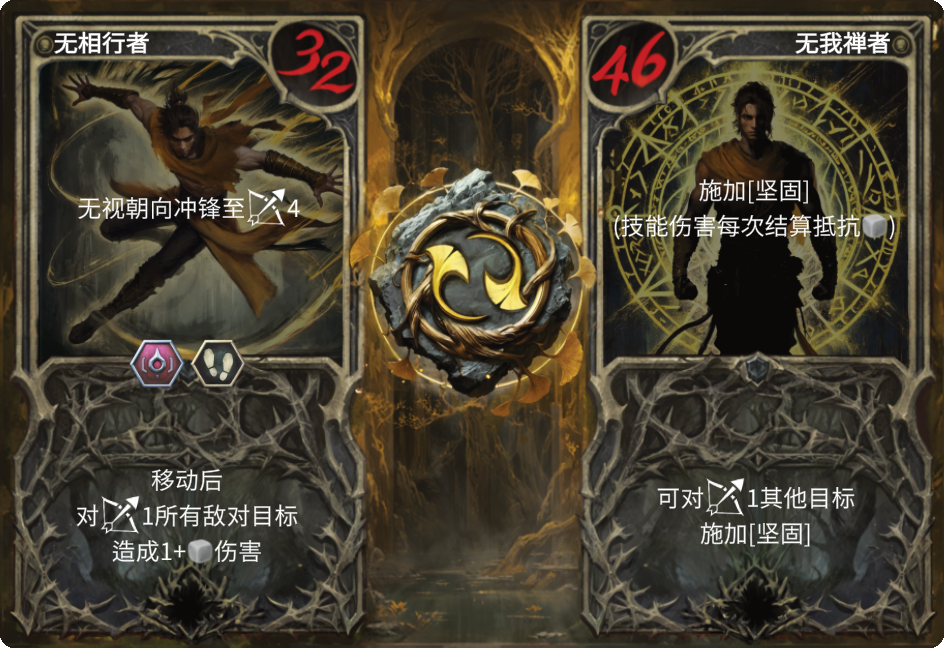 无相行者
32
无视朝向冲锋至4
移动后
对1所有敌对目标
造成1+伤害
46
无我禅者
施加[坚固]
(技能伤害每次结算抵抗)
可对1其他目标
施加[坚固]